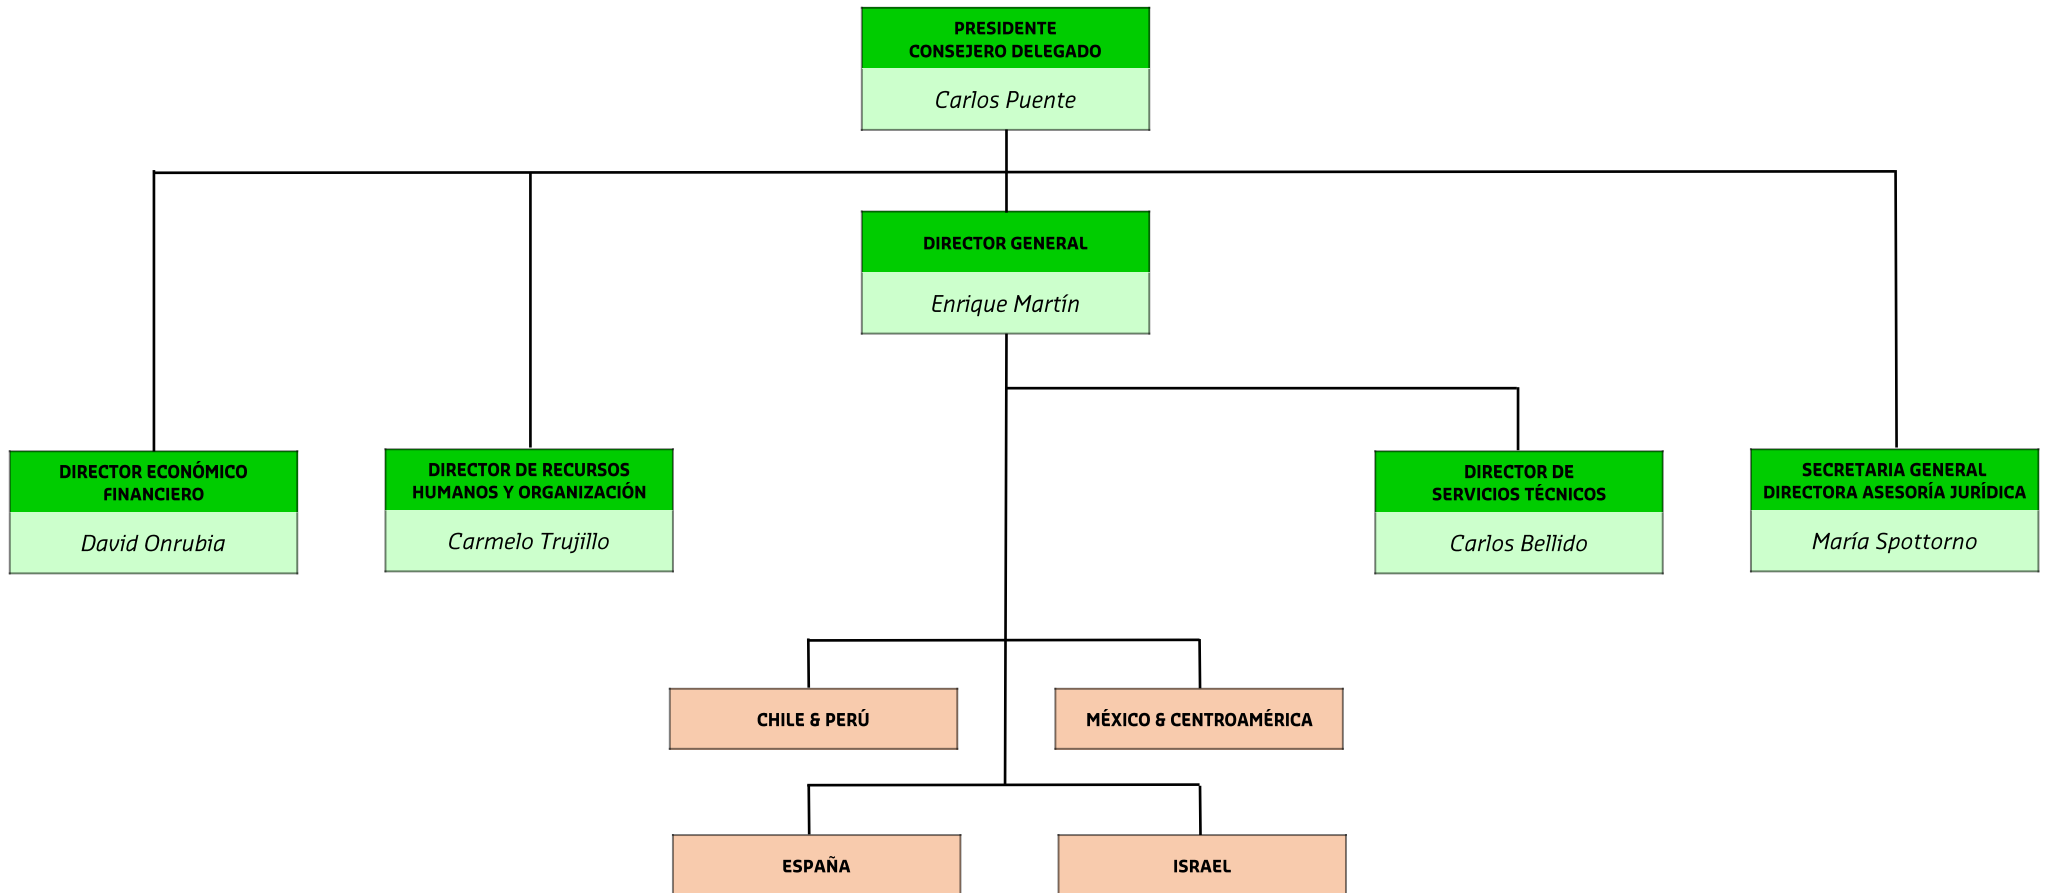 PRESIDENTE
CONSEJERO DELEGADO
Carlos Puente
DIRECTOR GENERAL
Enrique Martín
DIRECTOR ECONÓMICO
FINANCIERO
David Onrubia
DIRECTOR DE RECURSOS
HUMANOS Y ORGANIZACIÓN
Carmelo Trujillo
DIRECTOR DE
SERVICIOS TÉCNICOS
Carlos Bellido
SECRETARIA GENERAL
DIRECTORA ASESORÍA JURÍDICA
María Spottorno
CHILE & PERÚ
MÉXICO & CENTROAMÉRICA
ESPAÑA
ISRAEL